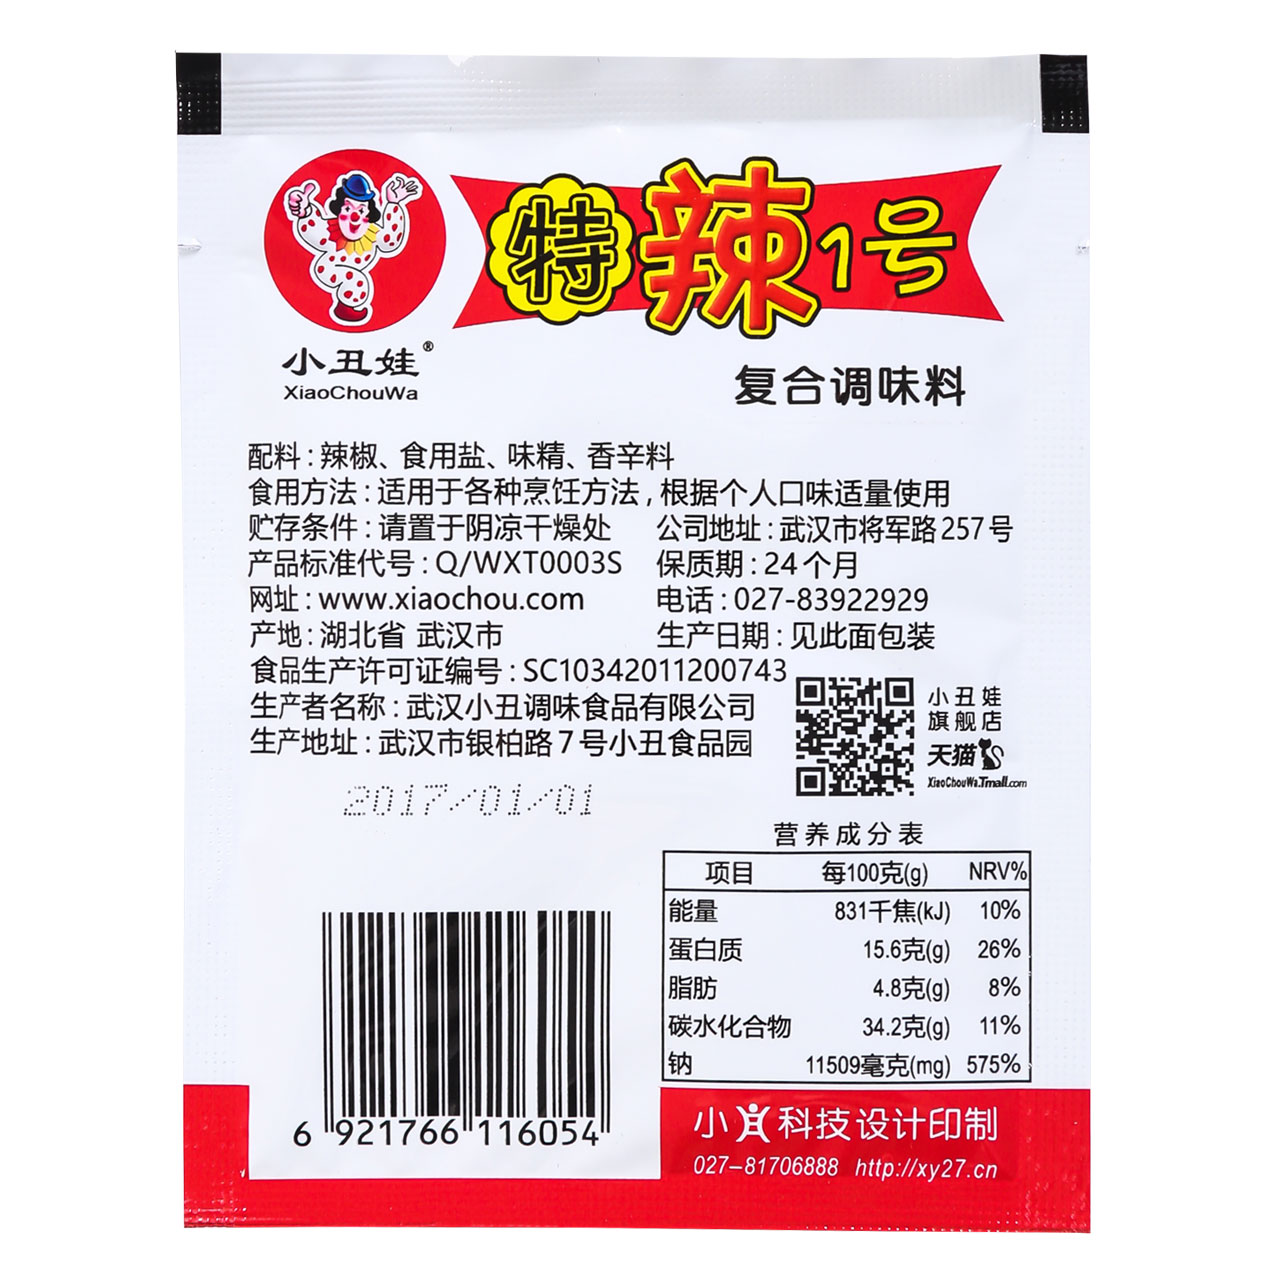 特辣1号
小丑娃®
XiaoChouWa
复合调味料
配料:辣椒、食用盐、味精、香辛料
食用方法:适用于各种烹饪方法,根据个人口味适量使用
贮存条件:请置于阴凉干燥处 公司地址:武汉市将军路257号
产品标准代号:Q/WXT0003S 保质期:24个月
网址:www.xiaochou.com 电话:027-83922929
产地:湖北省 武汉市 生产日期:见此面包装
食品生产许可证编号:SC10342011200743
生产者名称:武汉小丑调味食品有限公司
生产地址:武汉市银柏路7号小丑食品园
小丑娃
旗舰店
天猫
XiaoChouWa.Tmall.com
2017/01/01
营养成分表
项目 每100克(g) NRV%
能量 831千焦(kJ) 10%
蛋白质 15.6克(g) 26%
脂肪 4.8克(g) 8%
碳水化合物 34.2克(g) 11%
钠 11509毫克(mg) 575%
6 921766 116054
小丑科技设计印制
027-81706888 http://xy27.cn